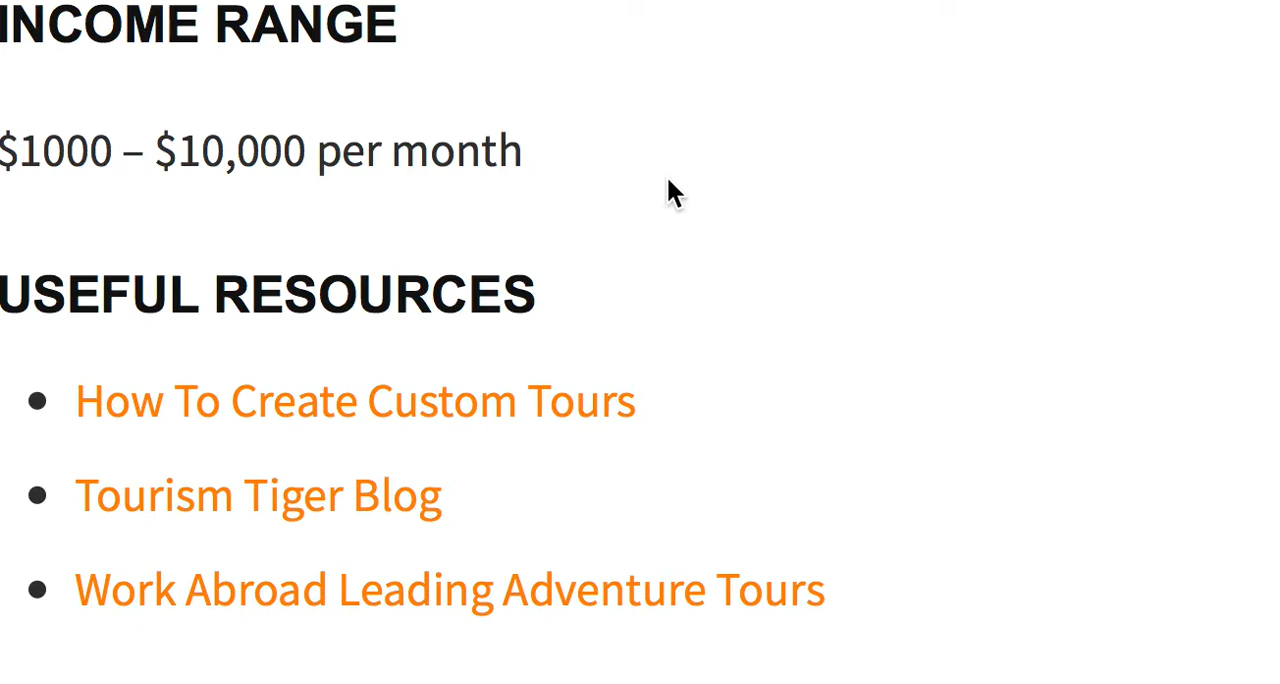 INCOME RANGE
$1000 – $10,000 per month
USEFUL RESOURCES
How To Create Custom Tours
Tourism Tiger Blog
Work Abroad Leading Adventure Tours